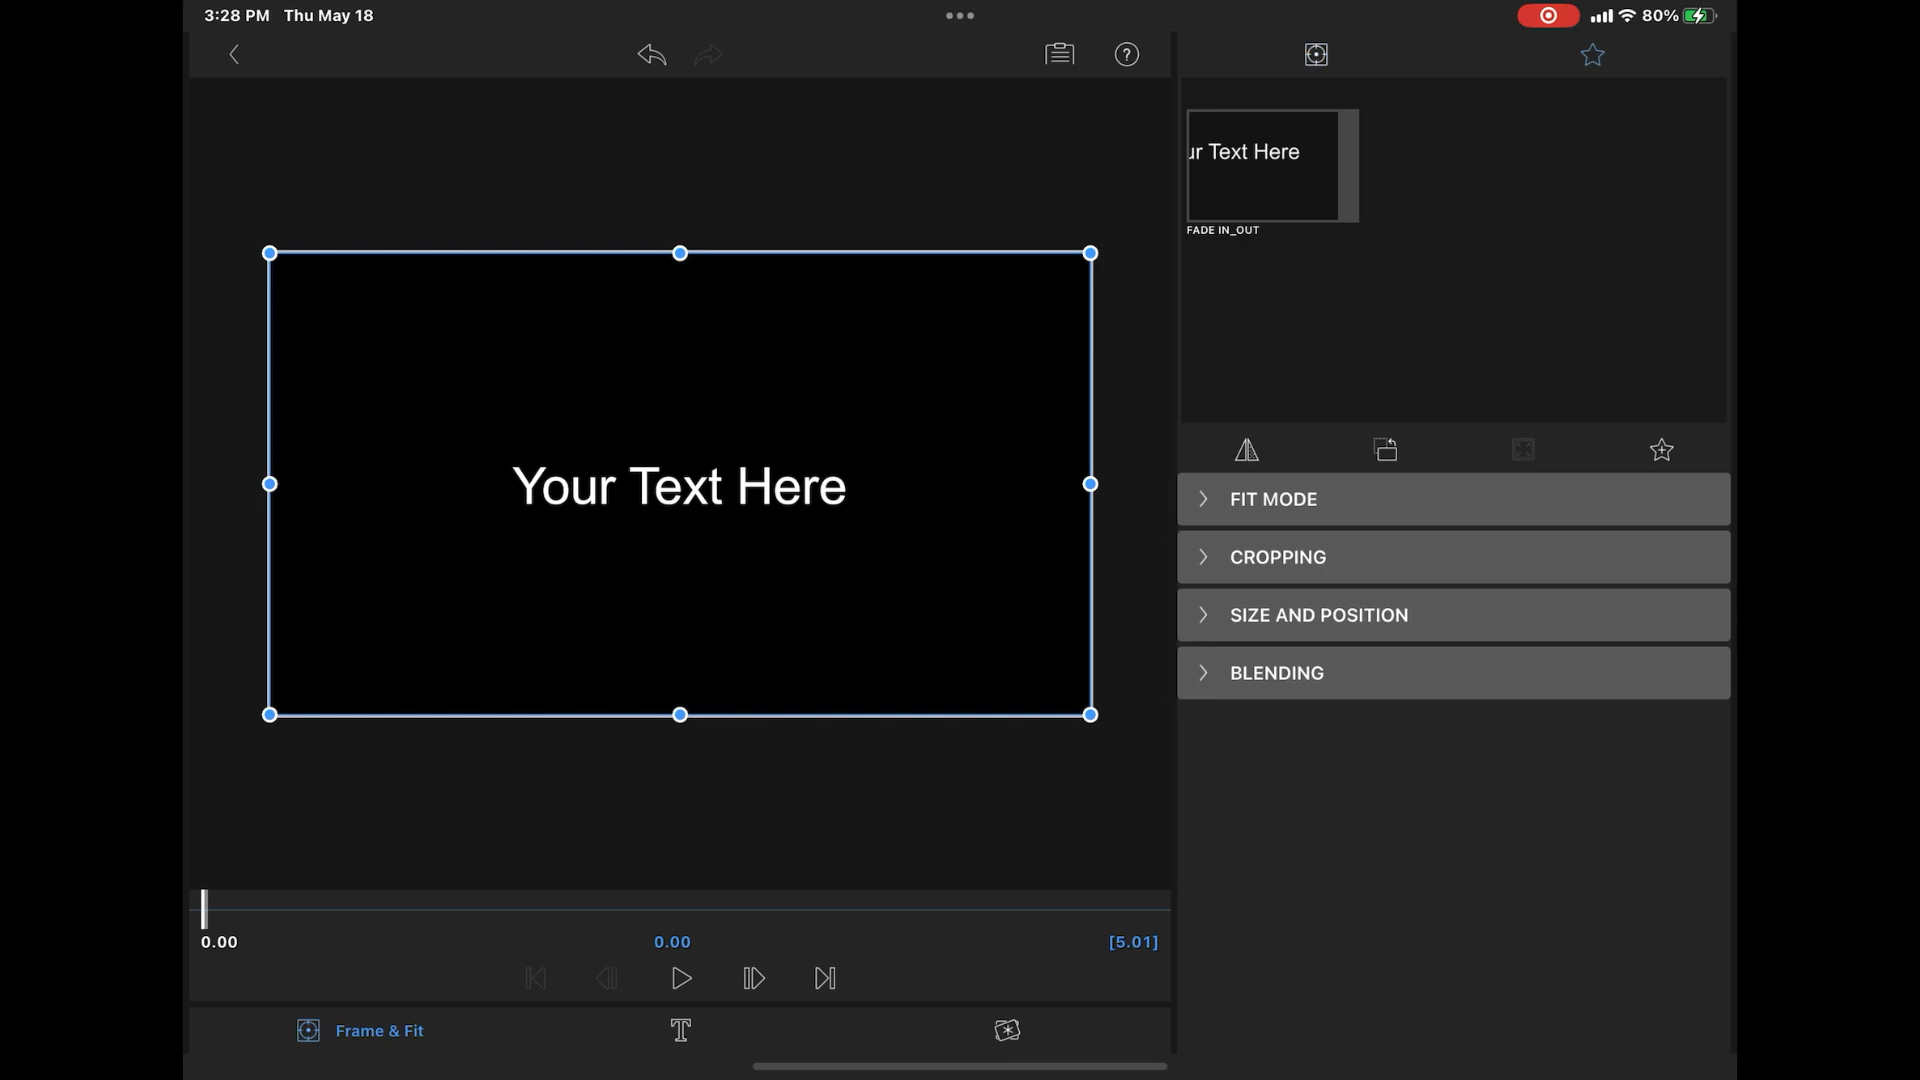 3:28 PM Thu May 18
80%
ur Text Here
FADE IN_OUT
Your Text Here
FIT MODE
CROPPING
SIZE AND POSITION
BLENDING
0.00
0.00
[5.01]
Frame & Fit